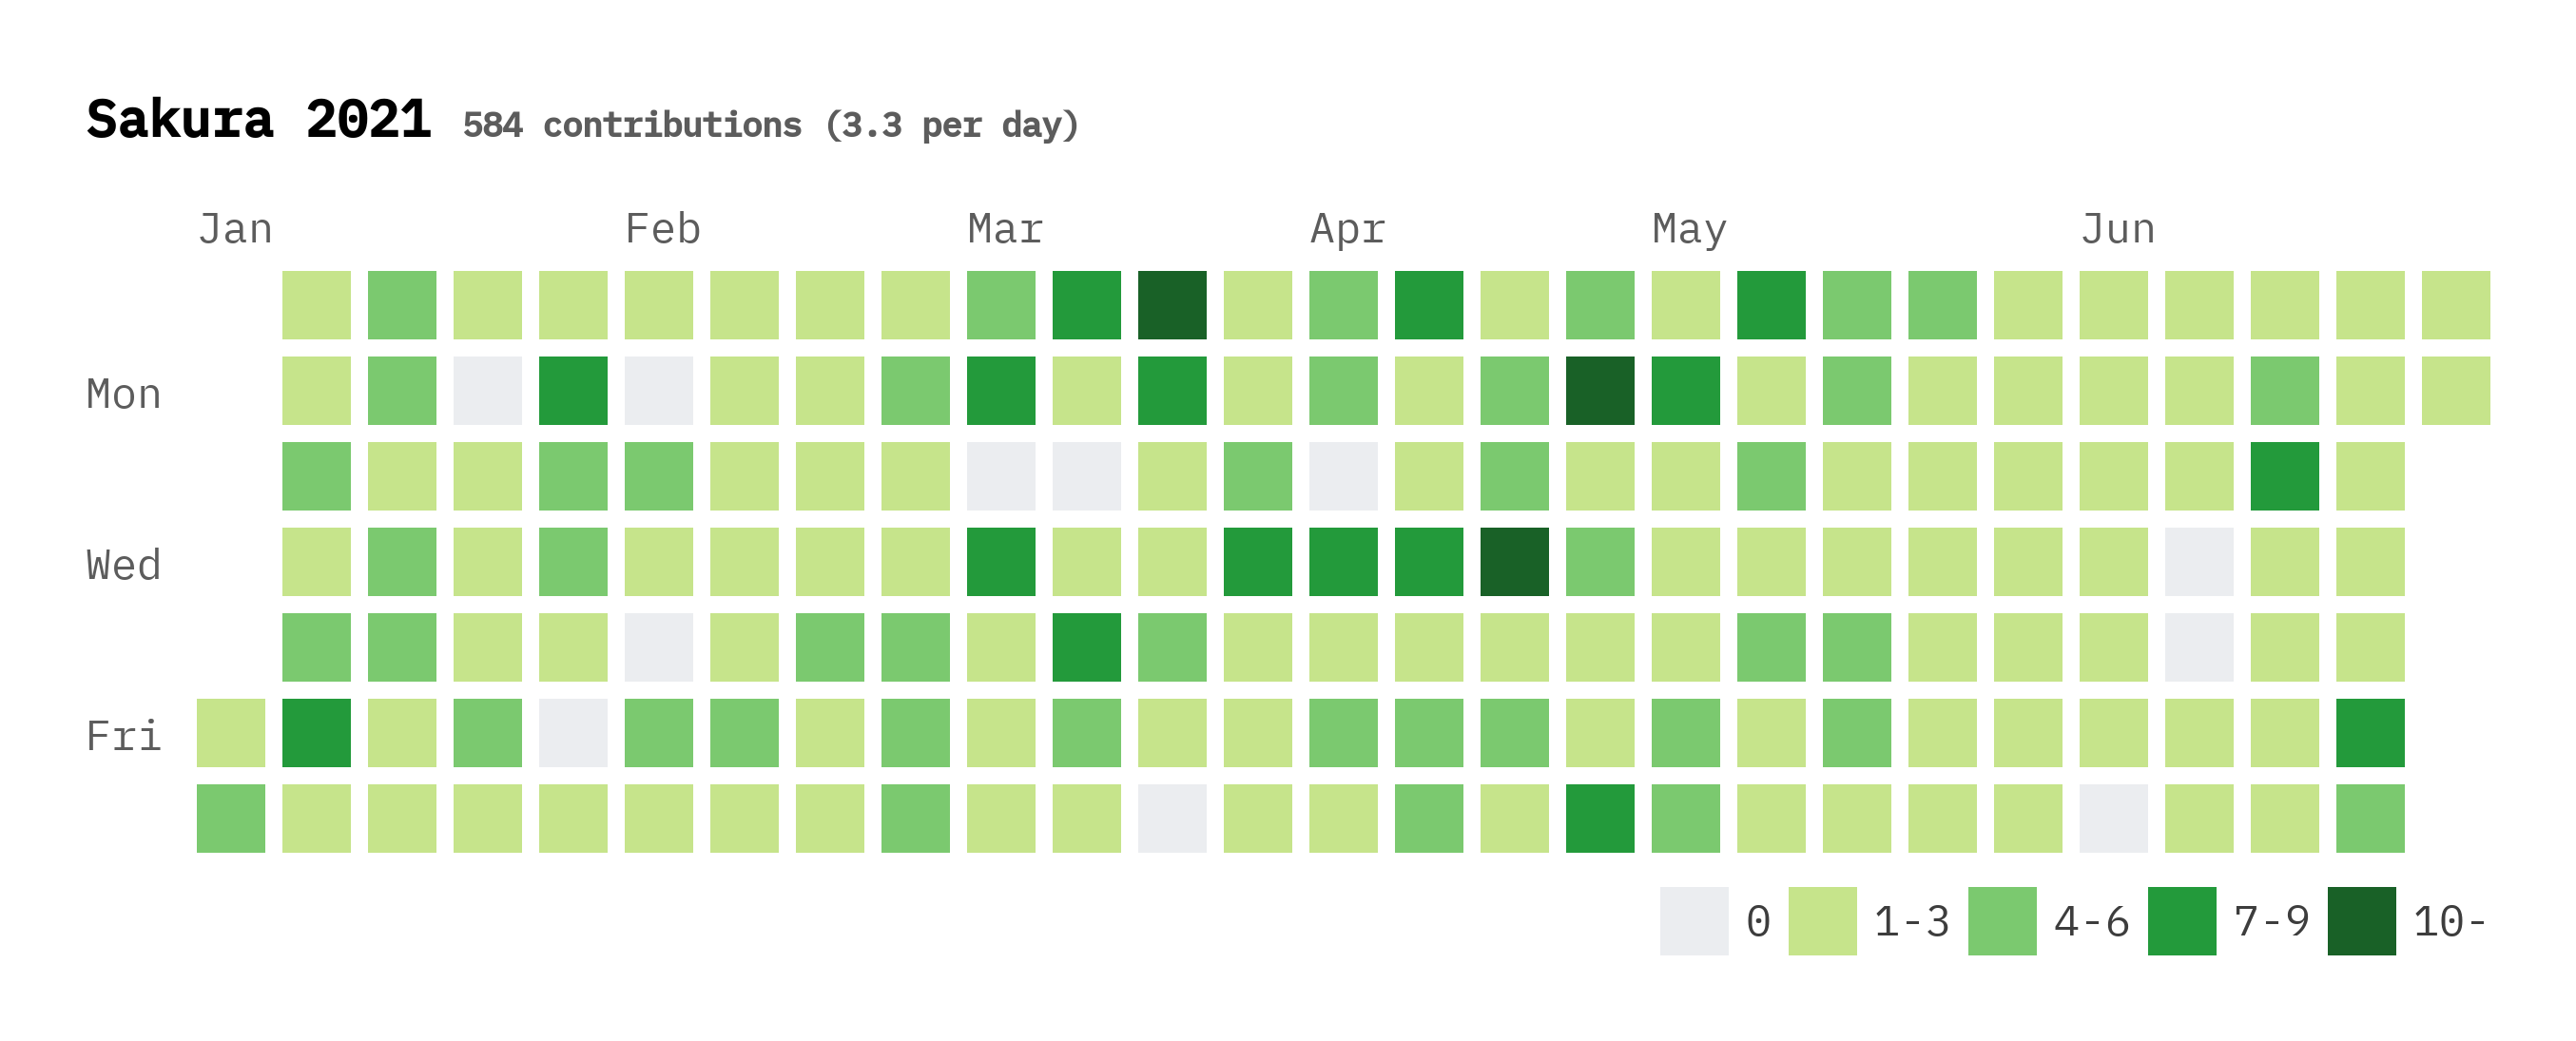 Sakura 2021 584 contributions (3.3 per day)
Jan Feb Mar Apr May Jun
Mon
Wed
Fri
0 1-3 4-6 7-9 10-